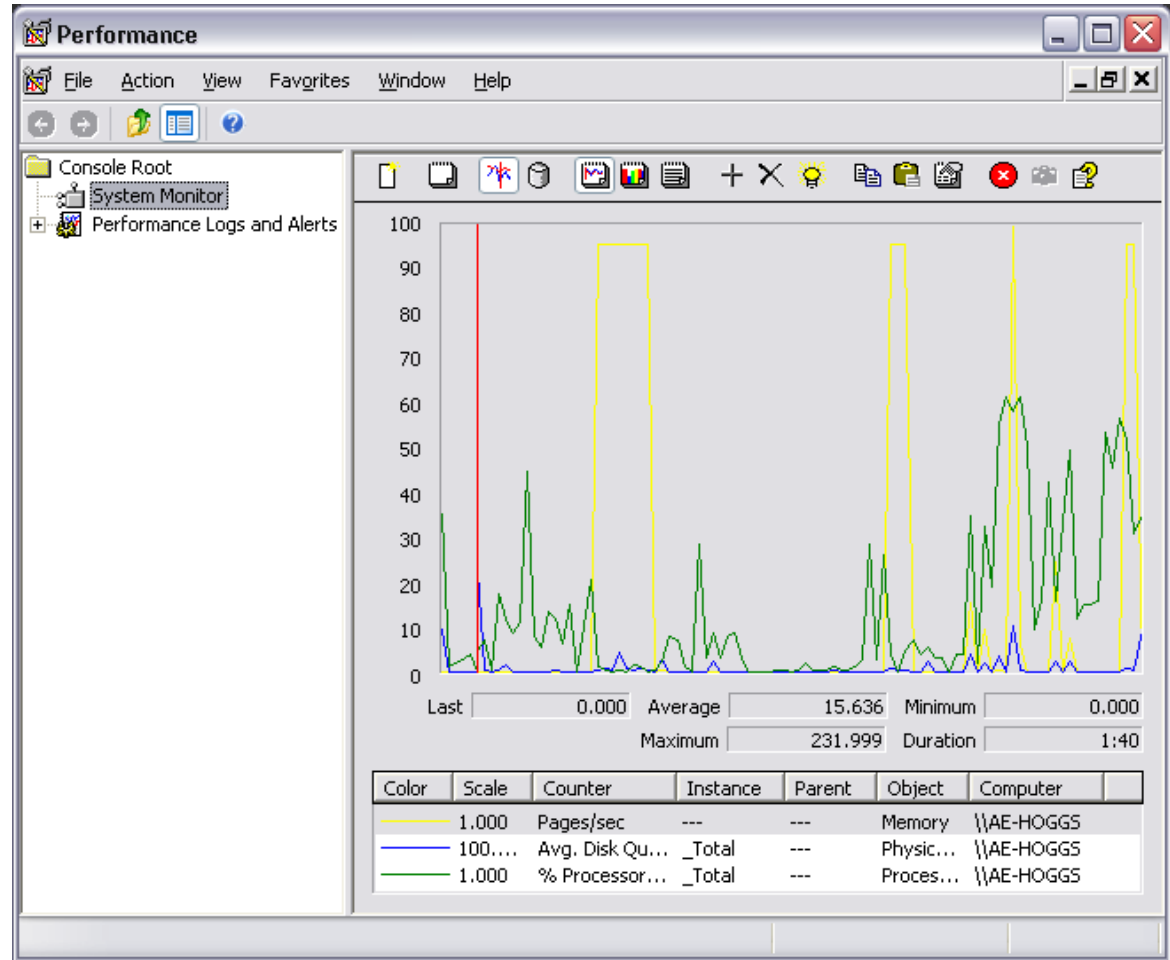 Performance
File Action View Favorites Window Help
Console Root
System Monitor
Performance Logs and Alerts
100
90
80
70
60
50
40
30
20
10
0
Last 0.000 Average 15.636 Minimum 0.000
Maximum 231.999 Duration 1:40
Color Scale Counter Instance Parent Object Computer
1.000 Pages/sec --- --- Memory \\AE-HOGG5
100.... Avg. Disk Qu... _Total --- Physic... \\AE-HOGG5
1.000 % Processor... _Total --- Proces... \\AE-HOGG5